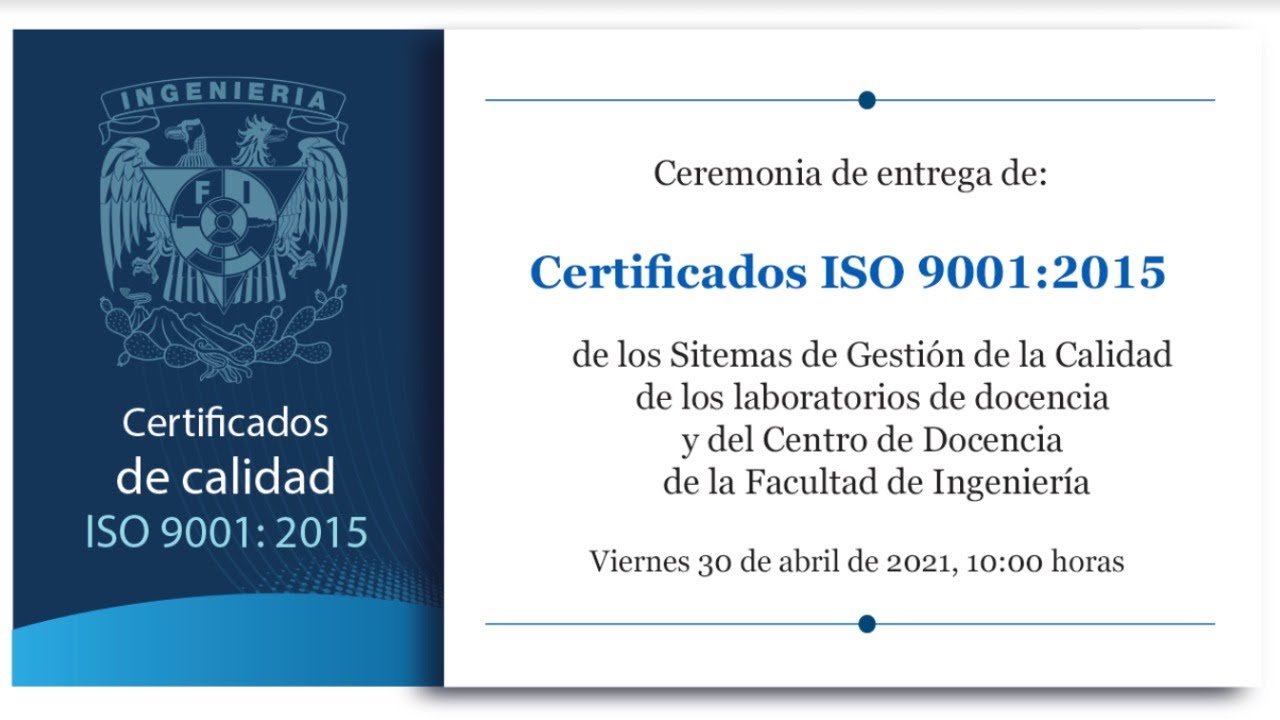 INGENIERIA
F I
Certificados
de calidad
ISO 9001: 2015
Ceremonia de entrega de:
Certificados ISO 9001:2015
de los Sitemas de Gestión de la Calidad
de los laboratorios de docencia
y del Centro de Docencia
de la Facultad de Ingeniería
Viernes 30 de abril de 2021, 10:00 horas